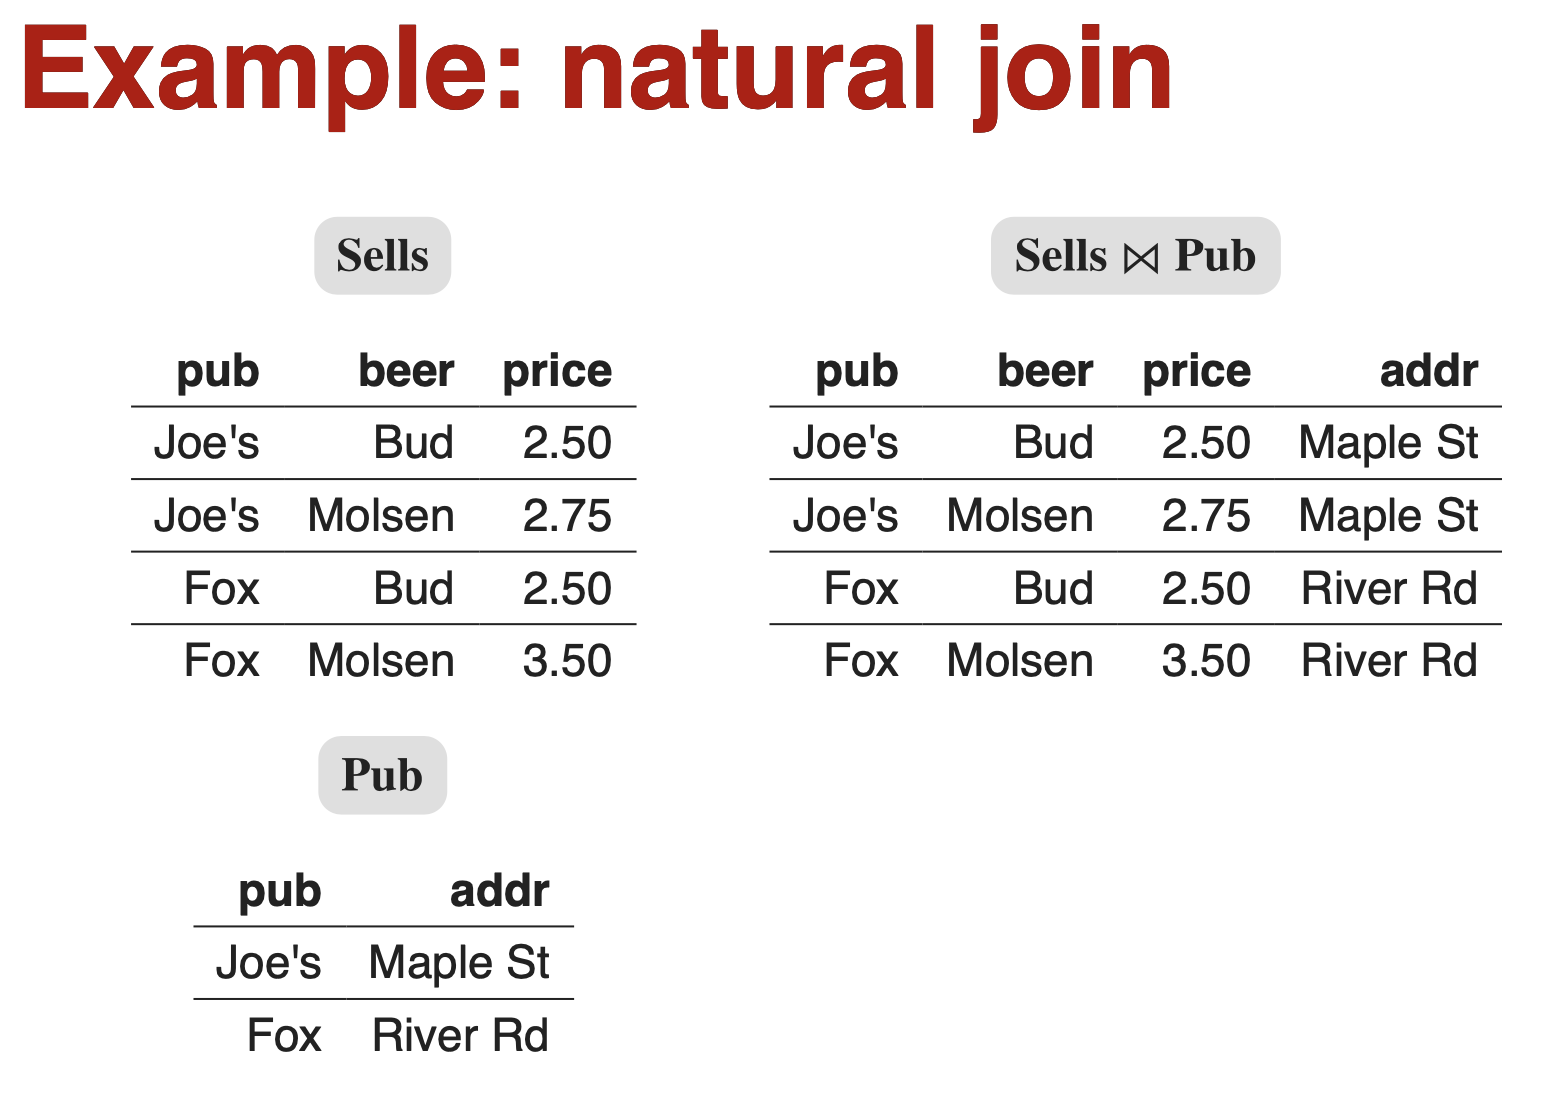 Example: natural join
Sells
pub beer price
Joe's Bud 2.50
Joe's Molsen 2.75
Fox Bud 2.50
Fox Molsen 3.50
Pub
pub addr
Joe's Maple St
Fox River Rd
Sells ⋈ Pub
pub beer price addr
Joe's Bud 2.50 Maple St
Joe's Molsen 2.75 Maple St
Fox Bud 2.50 River Rd
Fox Molsen 3.50 River Rd